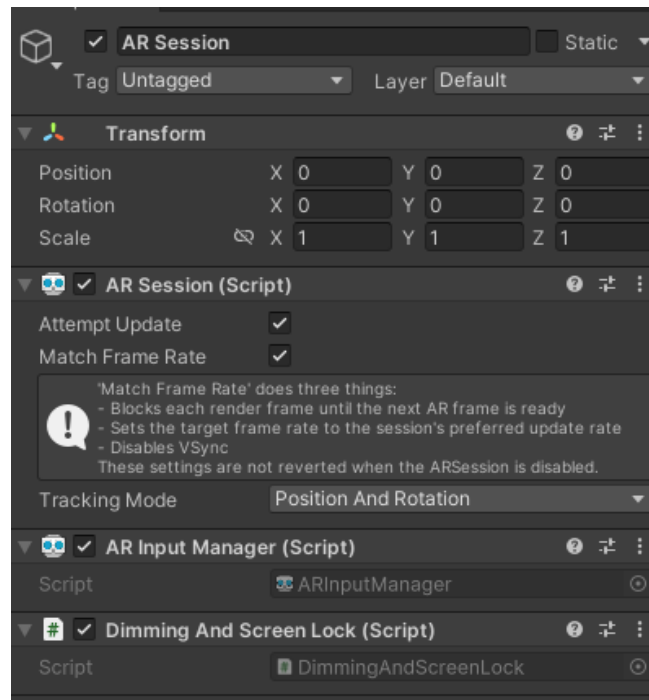 AR Session Static
Tag Untagged Layer Default
Transform
Position X 0 Y 0 Z 0
Rotation X 0 Y 0 Z 0
Scale X 1 Y 1 Z 1
AR Session (Script)
Attempt Update
Match Frame Rate
'Match Frame Rate' does three things:
- Blocks each render frame until the next AR frame is ready
- Sets the target frame rate to the session's preferred update rate
- Disables VSync
These settings are not reverted when the ARSession is disabled.
Tracking Mode Position And Rotation
AR Input Manager (Script)
Script ARInputManager
# Dimming And Screen Lock (Script)
Script DimmingAndScreenLock